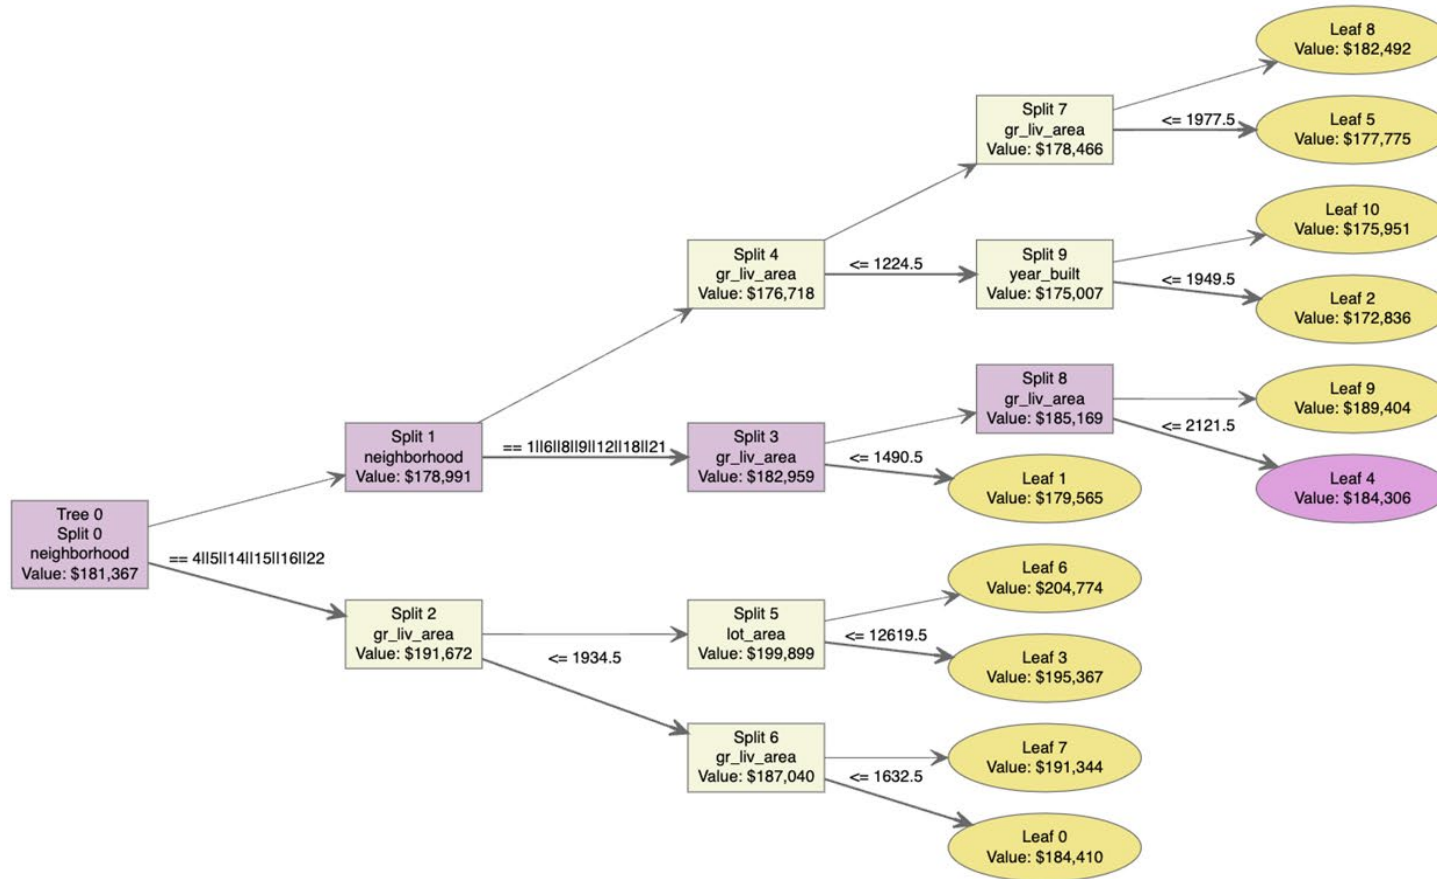 Leaf 8
Value: $182,492
Split 7
gr_liv_area
Value: $178,466
<= 1977.5
Leaf 5
Value: $177,775
Leaf 10
Value: $175,951
Split 4
gr_liv_area
Value: $176,718
<= 1224.5
Split 9
year_built
Value: $175,007
<= 1949.5
Leaf 2
Value: $172,836
Split 8
gr_liv_area
Value: $185,169
Leaf 9
Value: $189,404
<= 2121.5
Split 1
neighborhood
Value: $178,991
== 1||6||8||9||12||18||21
Split 3
gr_liv_area
Value: $182,959
<= 1490.5
Leaf 1
Value: $179,565
Leaf 4
Value: $184,306
Tree 0
Split 0
neighborhood
Value: $181,367
== 4||5||14||15||16||22
Leaf 6
Value: $204,774
Split 2
gr_liv_area
Value: $191,672
<= 1934.5
Split 5
lot_area
Value: $199,899
<= 12619.5
Leaf 3
Value: $195,367
Split 6
gr_liv_area
Value: $187,040
Leaf 7
Value: $191,344
<= 1632.5
Leaf 0
Value: $184,410